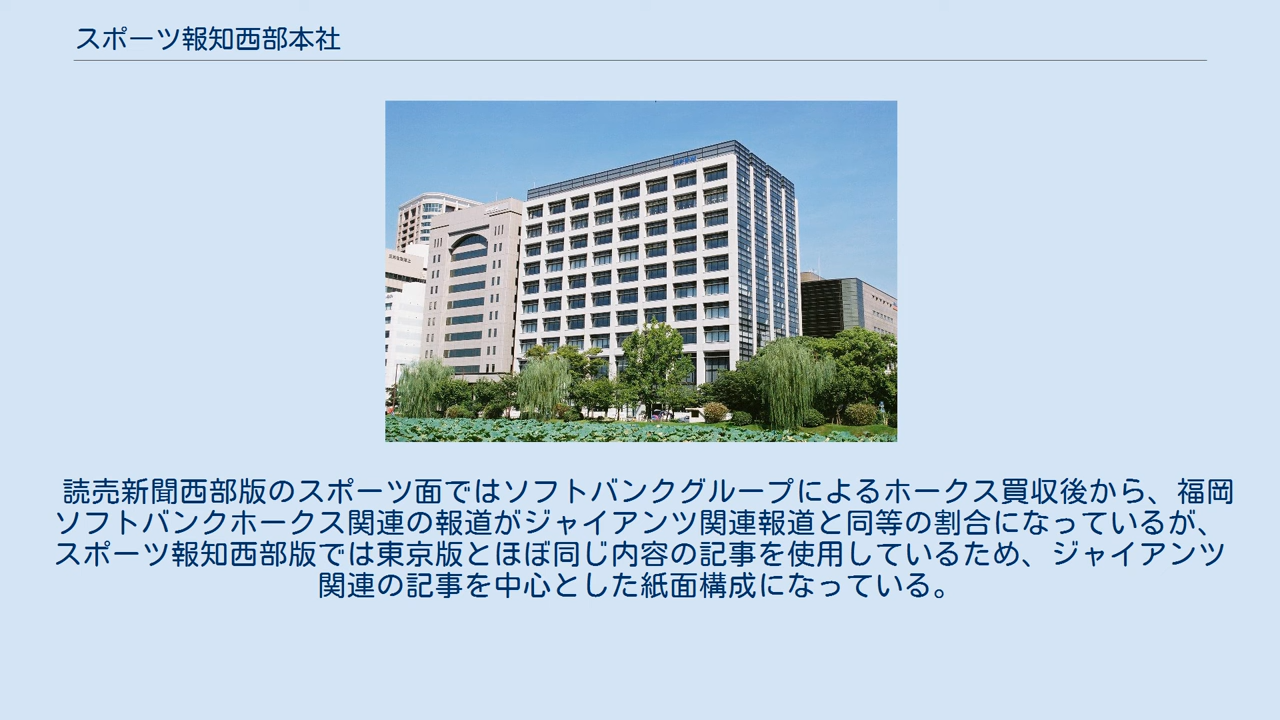 スポーツ報知西部本社
読売新聞西部版のスポーツ面ではソフトバンクグループによるホークス買収後から、福岡
ソフトバンクホークス関連の報道がジャイアンツ関連報道と同等の割合になっているが、
スポーツ報知西部版では東京版とほぼ同じ内容の記事を使用しているため、ジャイアンツ
関連の記事を中心とした紙面構成になっている。